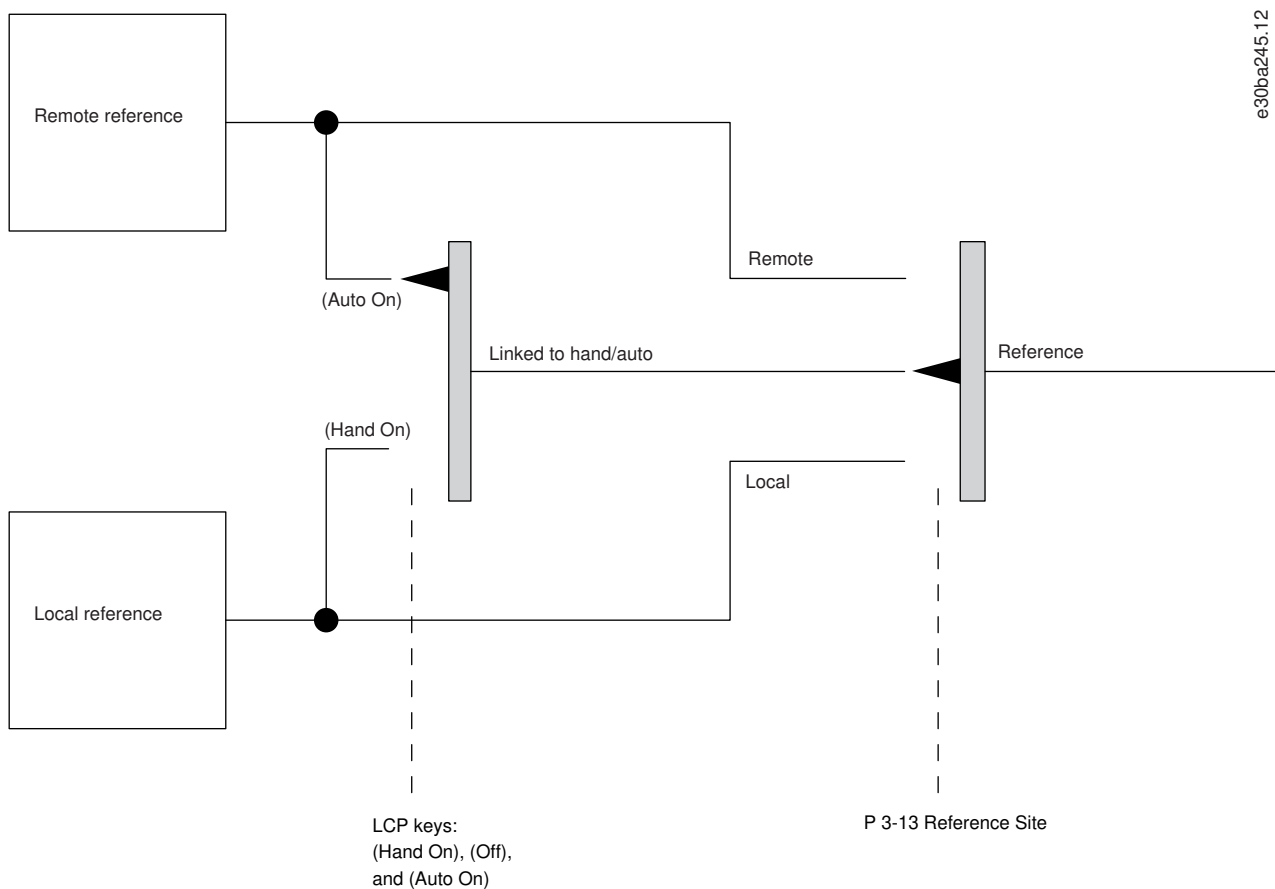 e30ba245.12
Remote reference
Remote
(Auto On)
Linked to hand/auto
Reference
(Hand On)
Local
Local reference
LCP keys:
(Hand On), (Off),
and (Auto On)
P 3-13 Reference Site